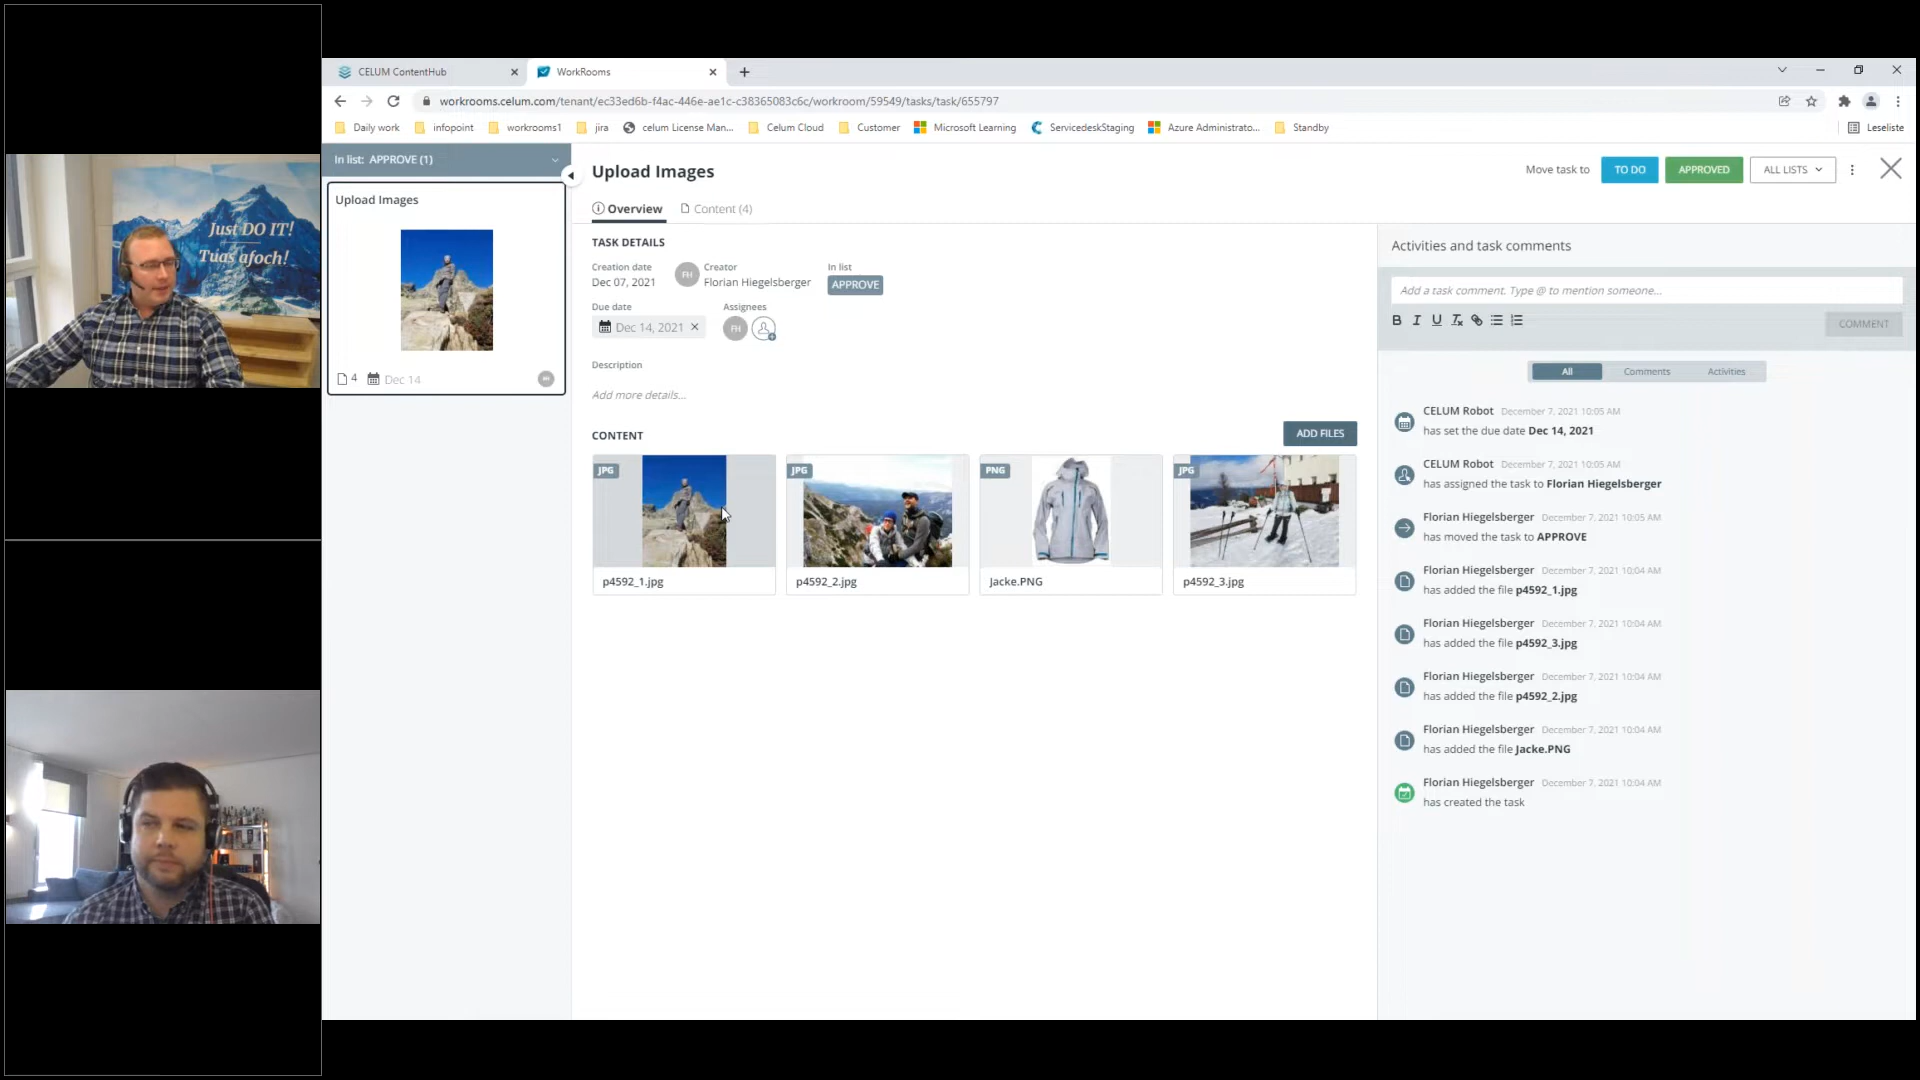 Just DO IT!
Tuas afoch!
CELUM ContentHub
WorkRooms
workrooms.celum.com/tenant/ec33ed6b-f4ac-446e-ae1c-c38365083c6c/workroom/59549/tasks/task/655797
Daily work
infopoint
workrooms1
jira
celum License Man...
Celum Cloud
Customer
Microsoft Learning
ServicedeskStaging
Azure Administrato...
Standby
Leseliste
In list: APPROVE (1)
Upload Images
4
Dec 14
Upload Images
Move task to
TO DO
APPROVED
ALL LISTS
Overview
Content (4)
TASK DETAILS
Creation date
Dec 07, 2021
FH
Creator
Florian Hiegelsberger
In list
APPROVE
Due date
Dec 14, 2021
Assignees
FH
Description
Add more details...
CONTENT
ADD FILES
JPG
p4592_1.jpg
JPG
p4592_2.jpg
PNG
Jacke.PNG
JPG
p4592_3.jpg
Activities and task comments
Add a task comment. Type @ to mention someone...
B I U
COMMENT
All
Comments
Activities
CELUM Robot December 7, 2021 10:05 AM
has set the due date Dec 14, 2021
CELUM Robot December 7, 2021 10:05 AM
has assigned the task to Florian Hiegelsberger
Florian Hiegelsberger December 7, 2021 10:05 AM
has moved the task to APPROVE
Florian Hiegelsberger December 7, 2021 10:04 AM
has added the file p4592_1.jpg
Florian Hiegelsberger December 7, 2021 10:04 AM
has added the file p4592_3.jpg
Florian Hiegelsberger December 7, 2021 10:04 AM
has added the file p4592_2.jpg
Florian Hiegelsberger December 7, 2021 10:04 AM
has added the file Jacke.PNG
Florian Hiegelsberger December 7, 2021 10:04 AM
has created the task